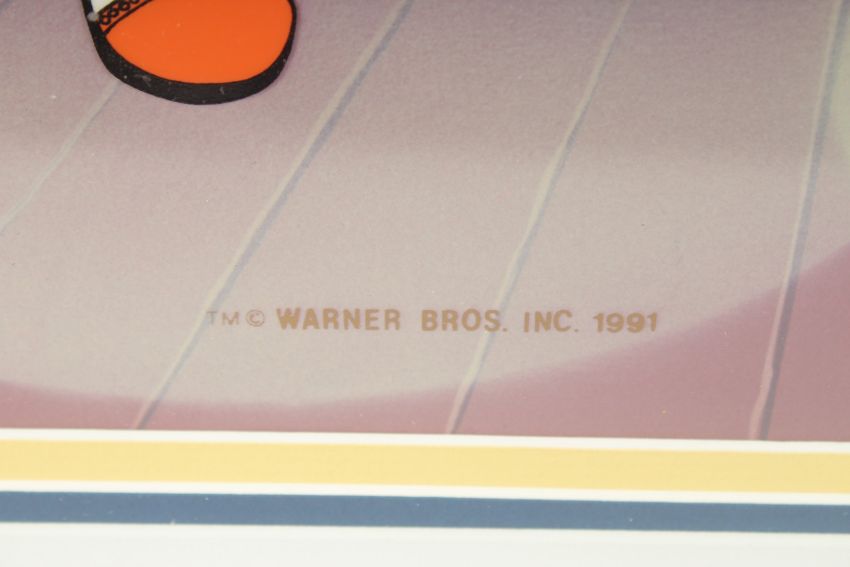 ™© WARNER BROS. INC. 1991